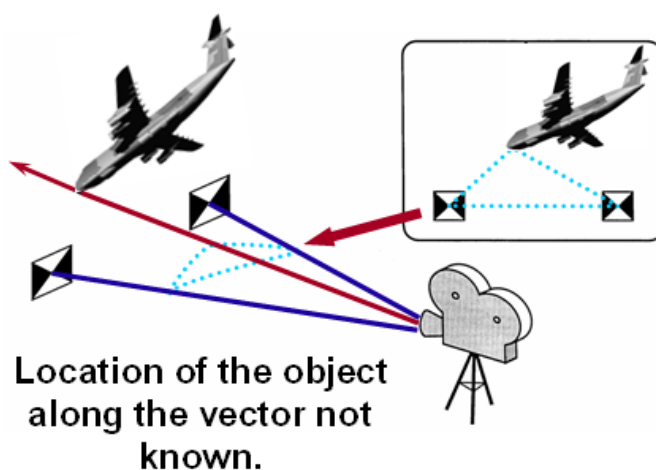 Location of the object
along the vector not
known.